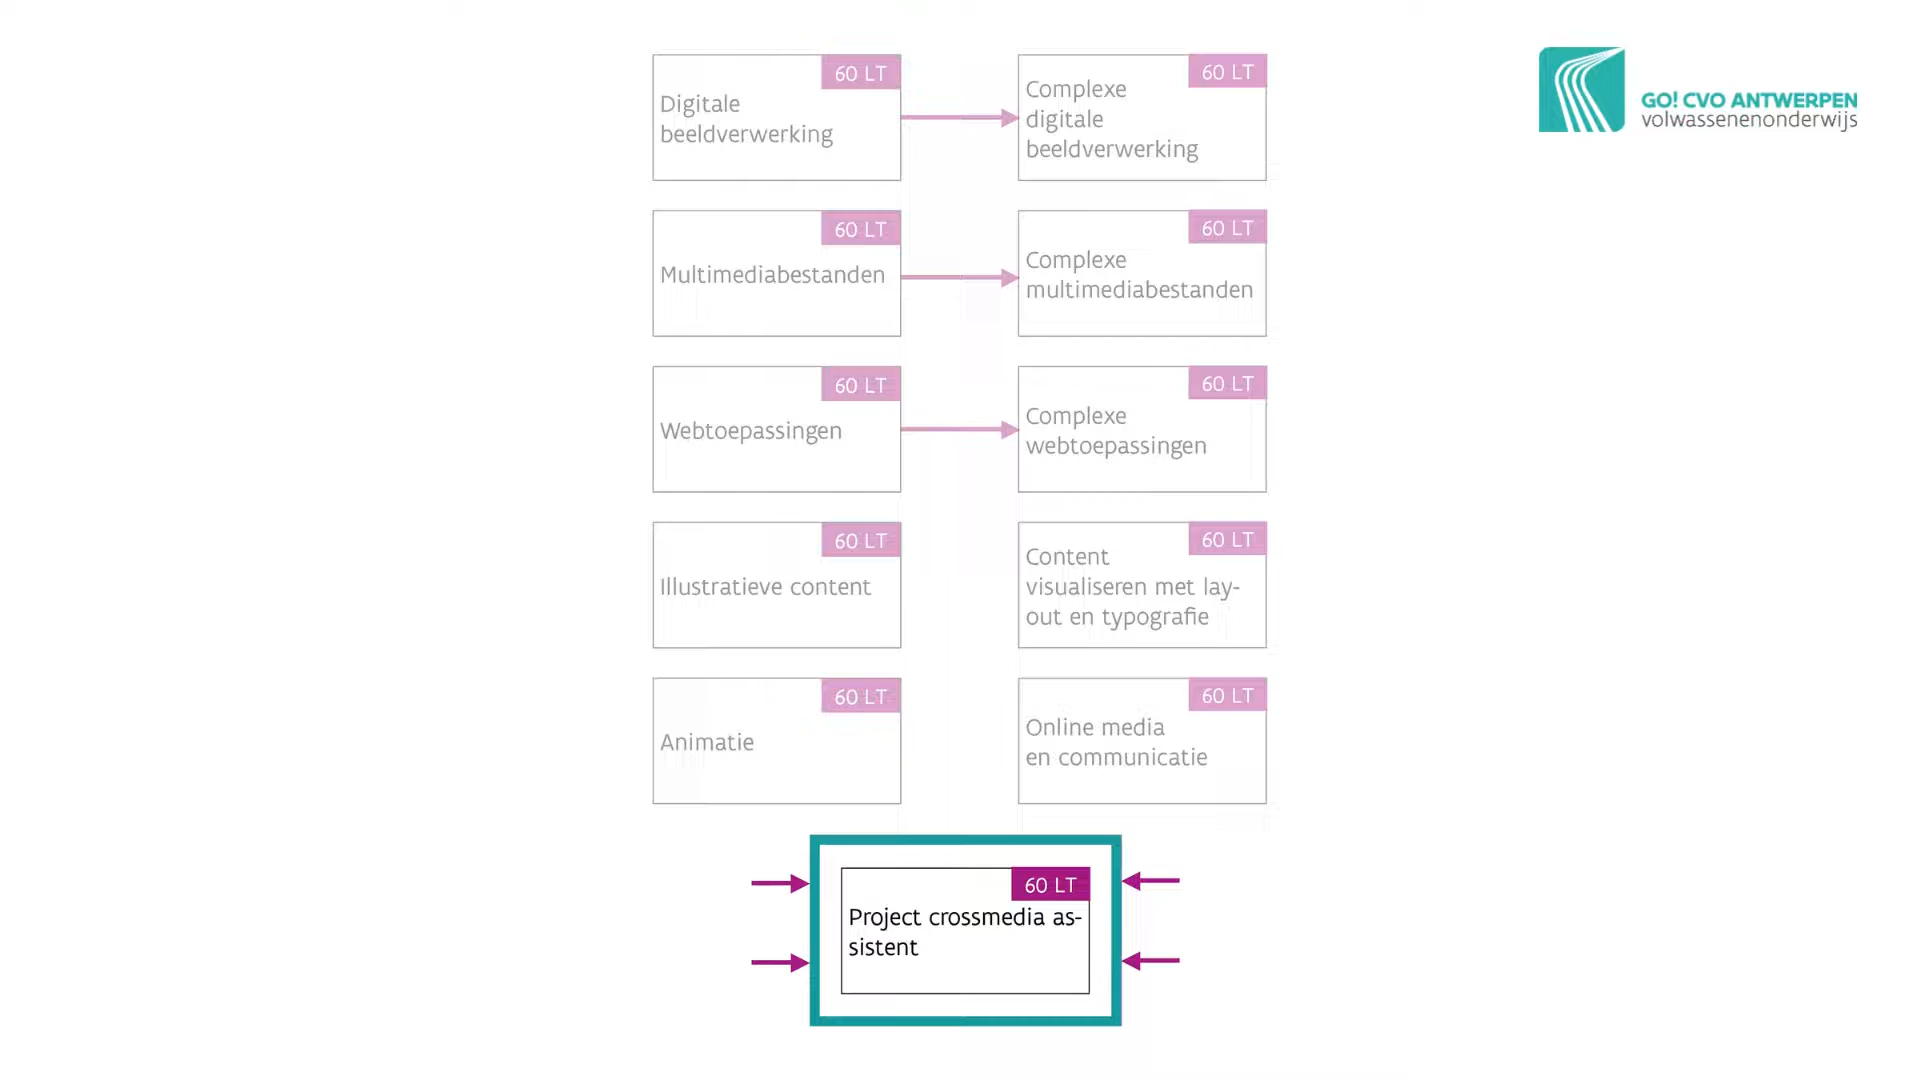 60 LT
Digitale
beeldverwerking
60 LT
Complexe
digitale
beeldverwerking
GO! CVO ANTWERPEN
volwassenenonderwijs
60 LT
Multimediabestanden
60 LT
Complexe
multimediabestanden
60 LT
Webtoepassingen
60 LT
Complexe
webtoepassingen
60 LT
Illustratieve content
60 LT
Content
visualiseren met lay-
out en typografie
60 LT
Animatie
60 LT
Online media
en communicatie
60 LT
Project crossmedia as-
sistent